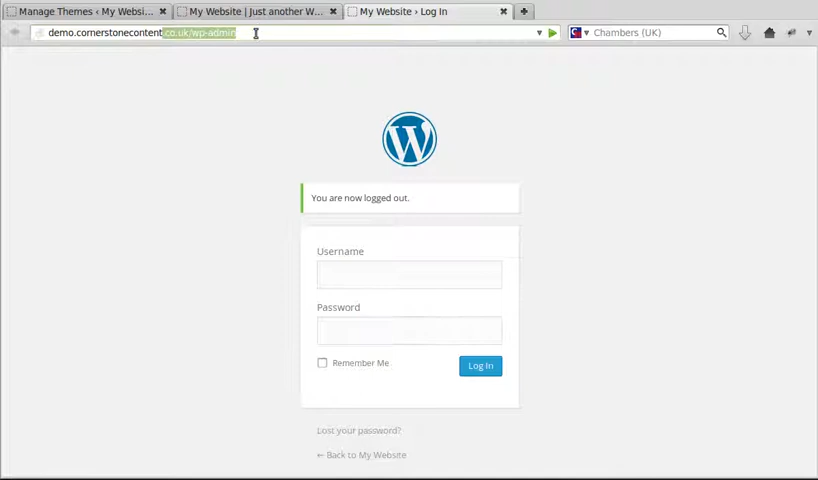 Manage Themes ‹ My Websi... My Website | Just another W... My Website › Log In
demo.cornerstonecontent.co.uk/wp-admin Chambers (UK)
You are now logged out.
Username
Password
Remember Me Log In
Lost your password?
← Back to My Website